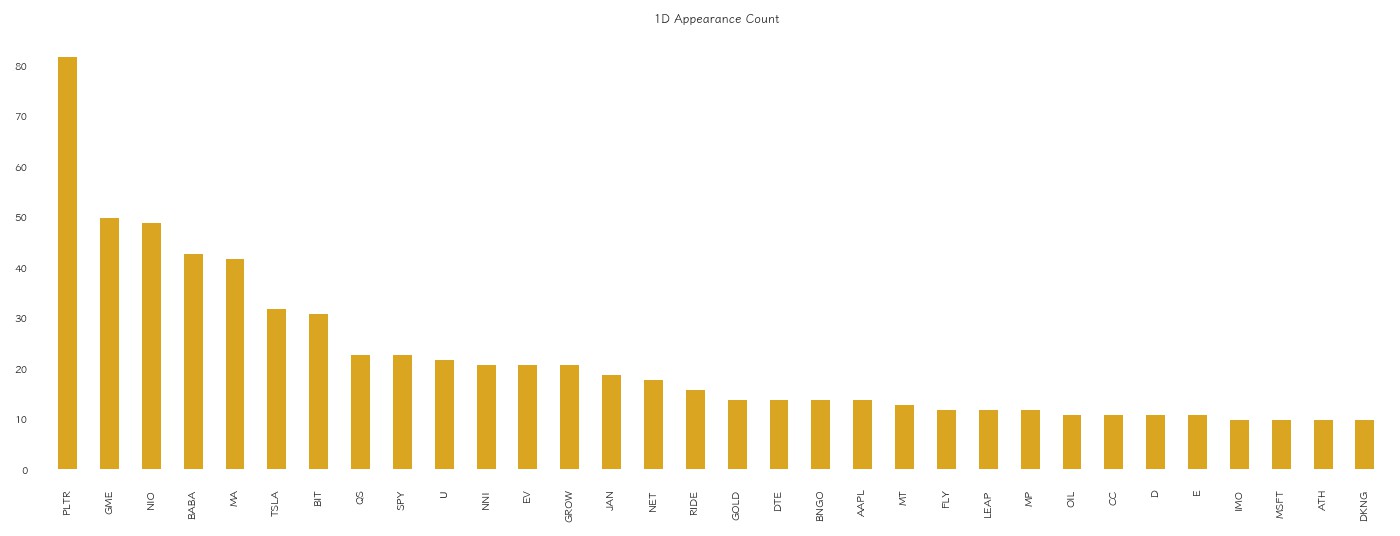 1D Appearance Count
80
70
60
50
40
30
20
10
0
PLTR
GME
NIO
BABA
MA
TSLA
BIT
QS
SPY
U
NNI
EV
GROW
JAN
NET
RIDE
GOLD
DTE
BNGO
AAPL
MT
FLY
LEAP
MP
OIL
CC
D
E
IMO
MSFT
ATH
DKNG